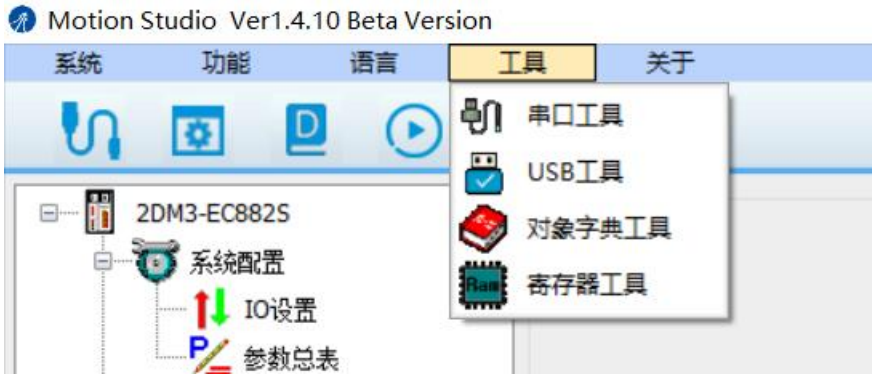 Motion Studio Ver1.4.10 Beta Version
系统 功能 语言 工具 关于
D
串口工具
USB工具
对象字典工具
Ram 寄存器工具
2DM3-EC882S
系统配置
IO设置
P 参数总表